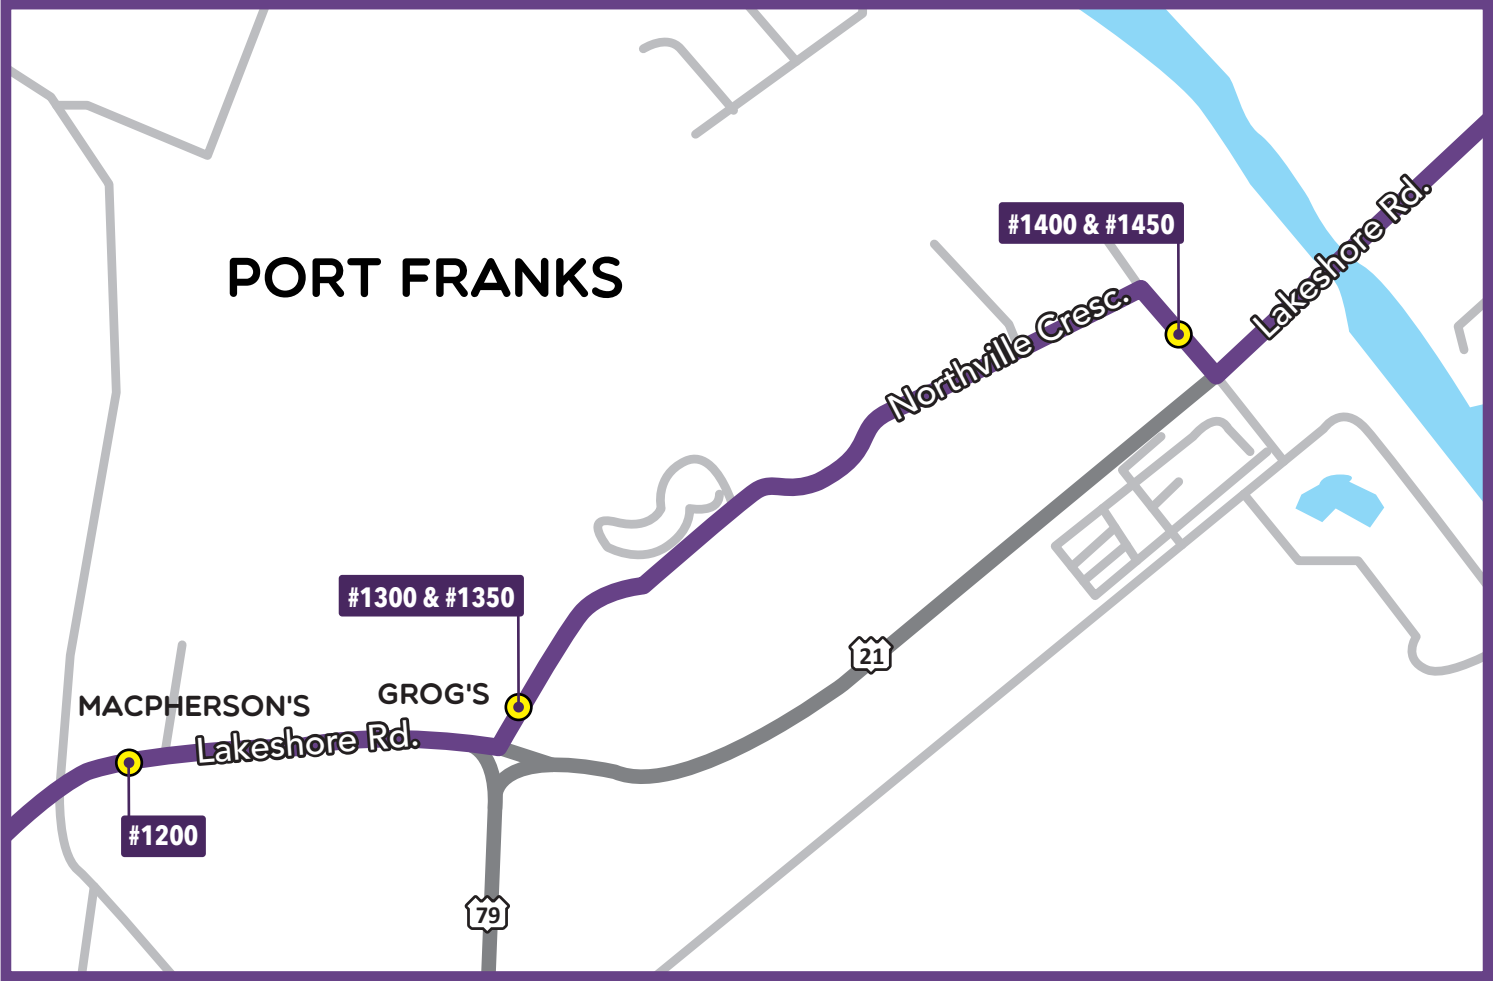 #1400 & #1450
Lakeshore Rd.
PORT FRANKS
Northville Cresc.
#1300 & #1350
21
GROG'S
MACPHERSON'S
Lakeshore Rd.
#1200
79